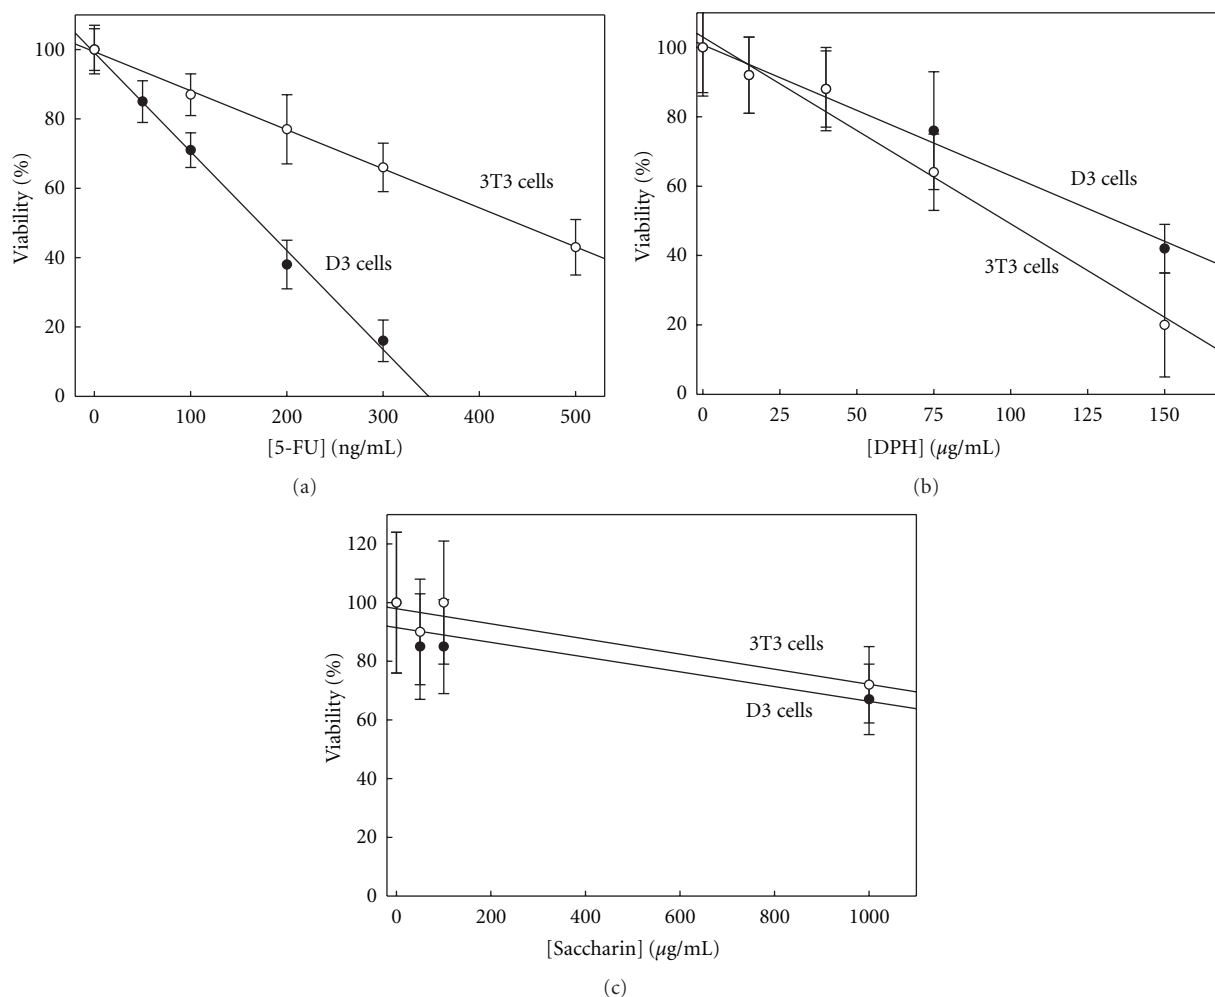 100
80
60
40
20
0
Viability (%)
3T3 cells
D3 cells
0 100 200 300 400 500
[5-FU] (ng/mL)
(a)
100
80
60
40
20
0
Viability (%)
D3 cells
3T3 cells
0 25 50 75 100 125 150
[DPH] (μg/mL)
(b)
120
100
80
60
40
20
0
Viability (%)
3T3 cells
D3 cells
0 200 400 600 800 1000
[Saccharin] (μg/mL)
(c)